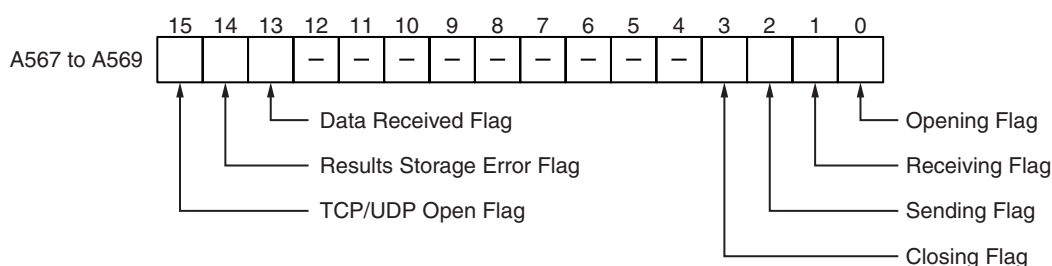 15 14 13 12 11 10 9 8 7 6 5 4 3 2 1 0
A567 to A569 – – – – – – – – –
Data Received Flag Opening Flag
Results Storage Error Flag Receiving Flag
TCP/UDP Open Flag Sending Flag
Closing Flag